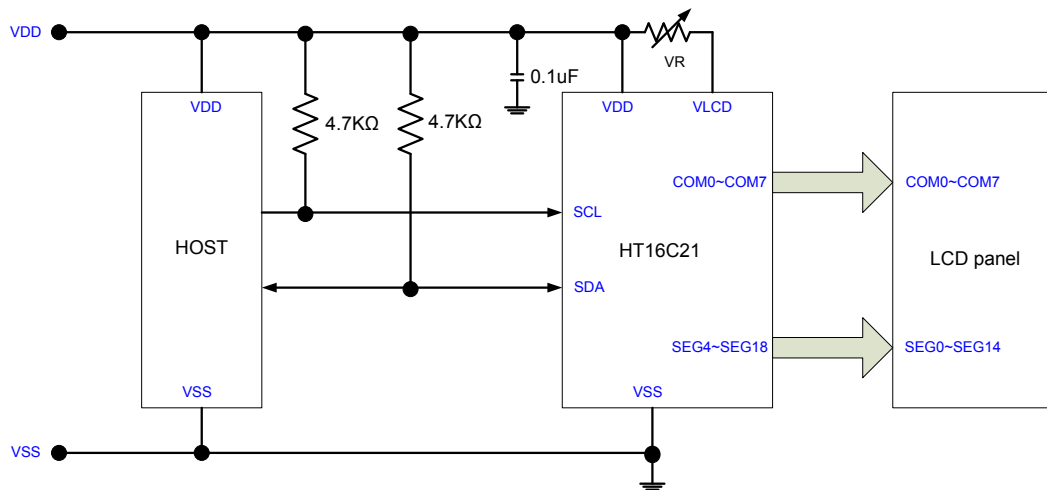 VDD
VR
0.1uF
VDD
VDD
VLCD
4.7KΩ
4.7KΩ
COM0~COM7
COM0~COM7
SCL
HOST
HT16C21
LCD panel
SDA
SEG4~SEG18
SEG0~SEG14
VSS
VSS
VSS